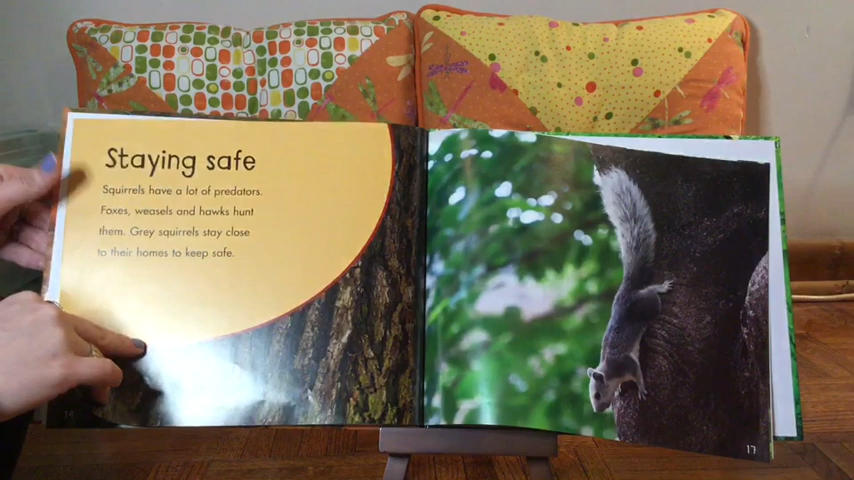 Staying safe
Squirrels have a lot of predators.
Foxes, weasels and hawks hunt
them. Grey squirrels stay close
to their homes to keep safe.
17